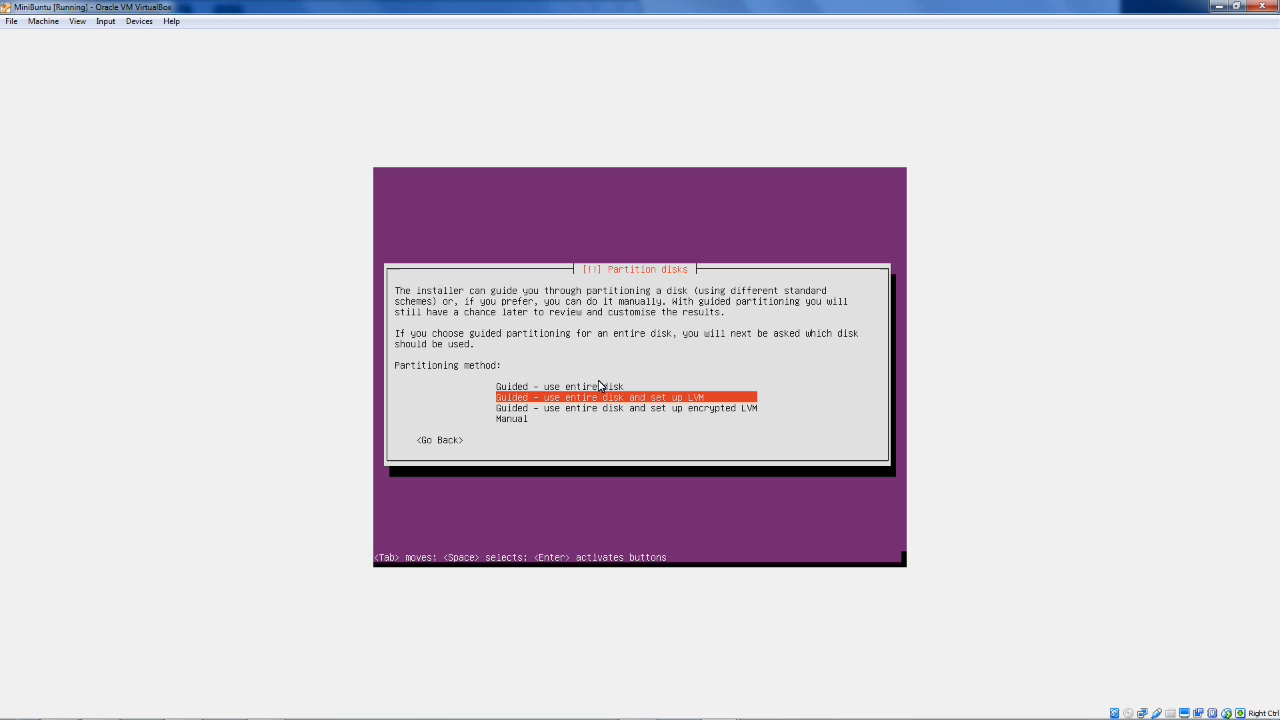 MiniBuntu [Running] - Oracle VM VirtualBox
File Machine View Input Devices Help
[!!] Partition disks
The installer can guide you through partitioning a disk (using different standard
schemes) or, if you prefer, you can do it manually. With guided partitioning you will
still have a chance later to review and customise the results.
If you choose guided partitioning for an entire disk, you will next be asked which disk
should be used.
Partitioning method:
Guided - use entire disk
Guided - use entire disk and set up LVM
Guided - use entire disk and set up encrypted LVM
Manual
<Go Back>
<Tab> moves; <Space> selects; <Enter> activates buttons
Right Ctrl